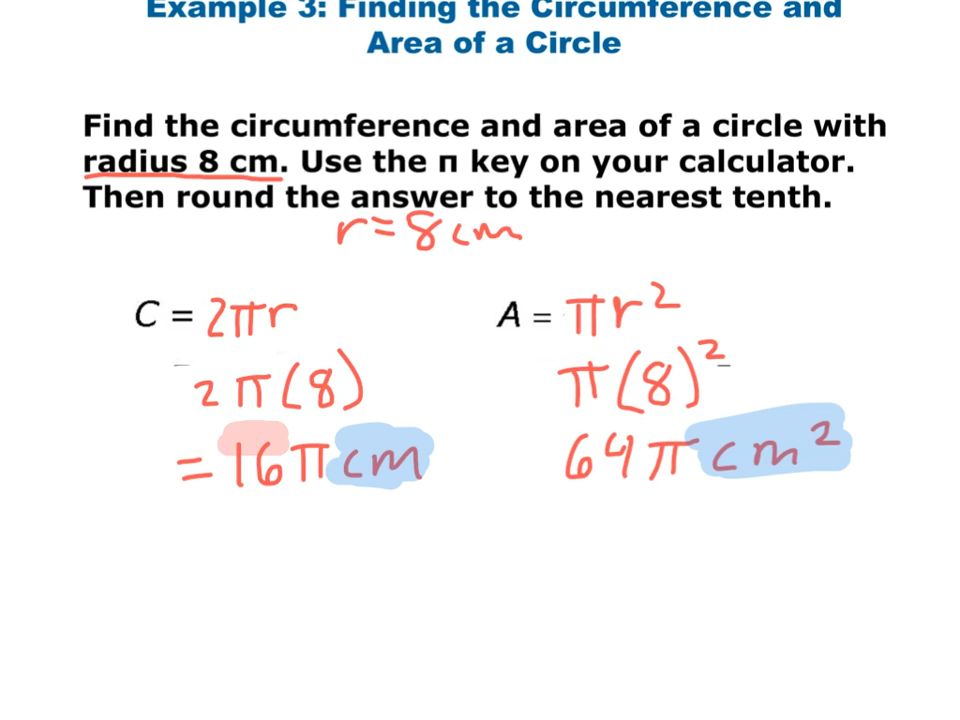 Example 3: Finding the Circumference and
Area of a Circle
Find the circumference and area of a circle with
radius 8 cm. Use the π key on your calculator.
Then round the answer to the nearest tenth.
r=8cm
C = 2πr
2π(8)
=16πcm
A = πr²
π(8)²
64πcm²